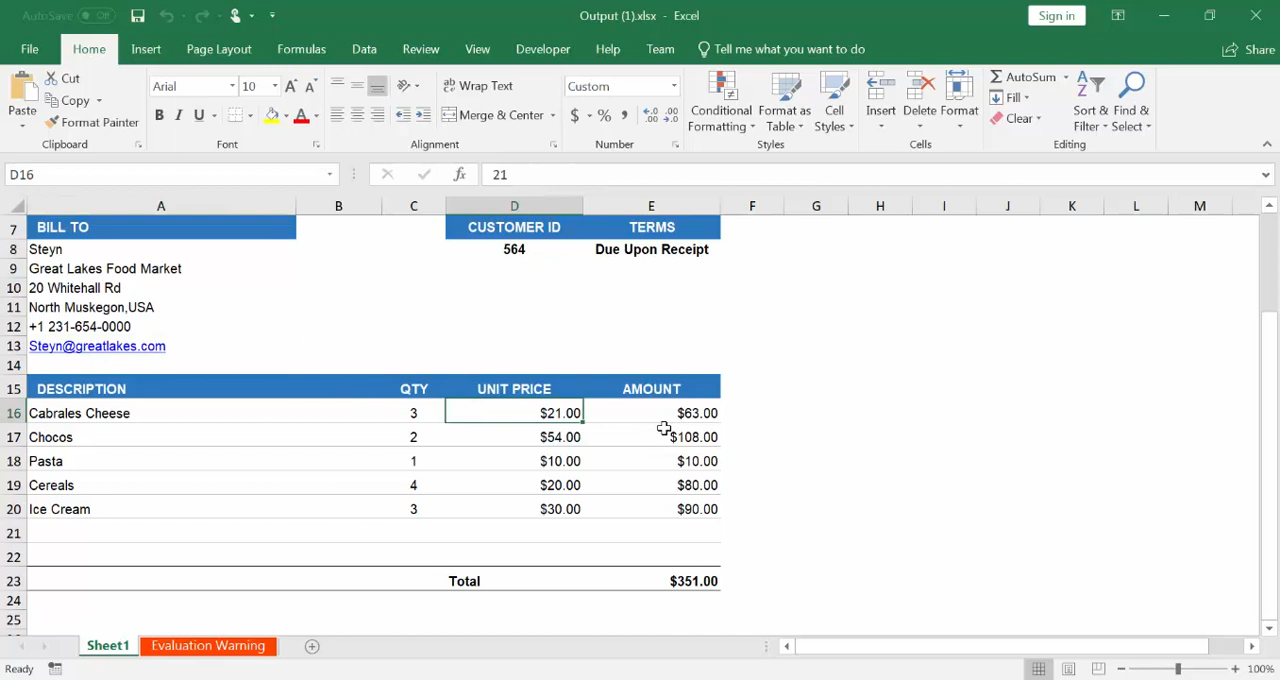 AutoSave Off Output (1).xlsx - Excel Sign in
File Home Insert Page Layout Formulas Data Review View Developer Help Team Tell me what you want to do Share
Paste Cut Copy Format Painter
Clipboard
Arial 10 A A
B I U A
Font
Wrap Text
Merge & Center
Alignment
Custom
$ % ,
Number
Conditional Formatting
Format as Table
Cell Styles
Styles
Insert Delete Format
Cells
AutoSum
Fill
Clear
Sort & Filter
Find & Select
Editing
D16 fx 21
A B C D E F G H I J K L M
7 BILL TO CUSTOMER ID TERMS
8 Steyn 564 Due Upon Receipt
9 Great Lakes Food Market
10 20 Whitehall Rd
11 North Muskegon,USA
12 +1 231-654-0000
13 Steyn@greatlakes.com
14
15 DESCRIPTION QTY UNIT PRICE AMOUNT
16 Cabrales Cheese 3 $21.00 $63.00
17 Chocos 2 $54.00 $108.00
18 Pasta 1 $10.00 $10.00
19 Cereals 4 $20.00 $80.00
20 Ice Cream 3 $30.00 $90.00
21
22
23 Total $351.00
24
25
Sheet1 Evaluation Warning
Ready 100%